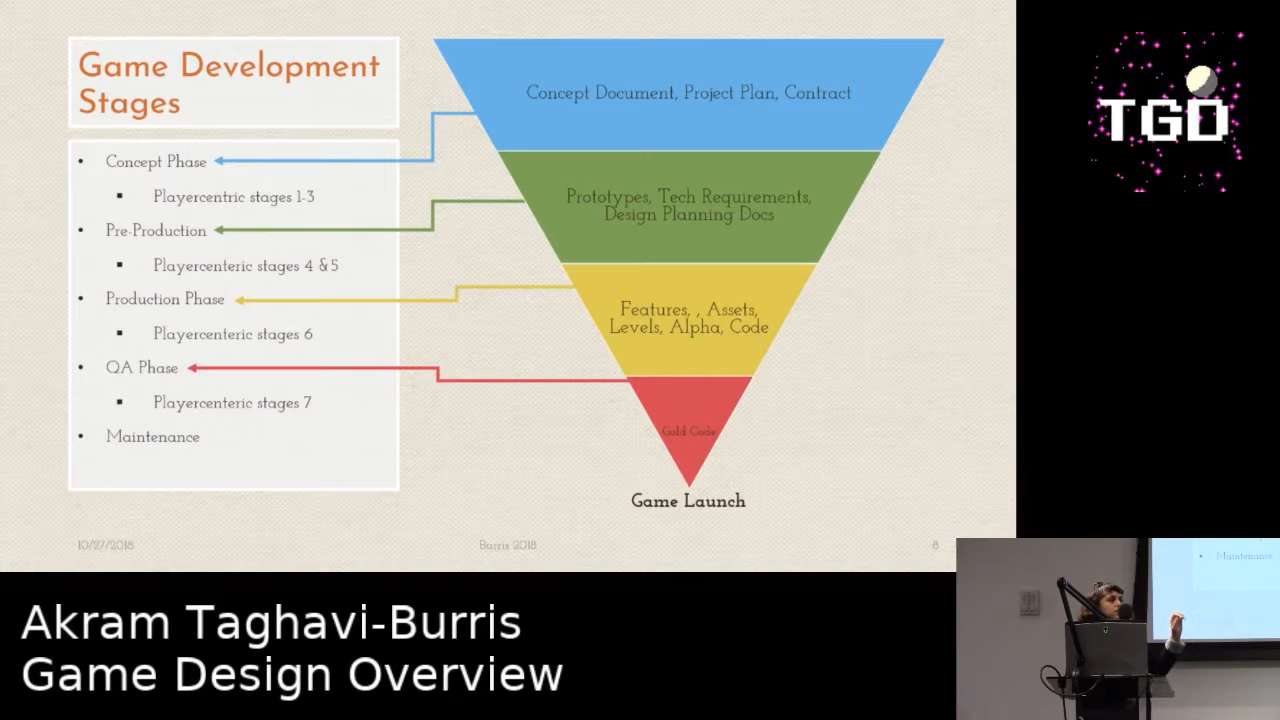 Game Development
Stages
• Concept Phase
▪ Playercentric stages 1-3
• Pre-Production
▪ Playercenteric stages 4 & 5
• Production Phase
▪ Playercenteric stages 6
• QA Phase
▪ Playercenteric stages 7
• Maintenance
Concept Document, Project Plan, Contract
Prototypes, Tech Requirements,
Design Planning Docs
Features, , Assets,
Levels, Alpha, Code
Gold Code
Game Launch
10/27/2018
Burris 2018
8
TGD
• Maintenance
Akram Taghavi-Burris
Game Design Overview